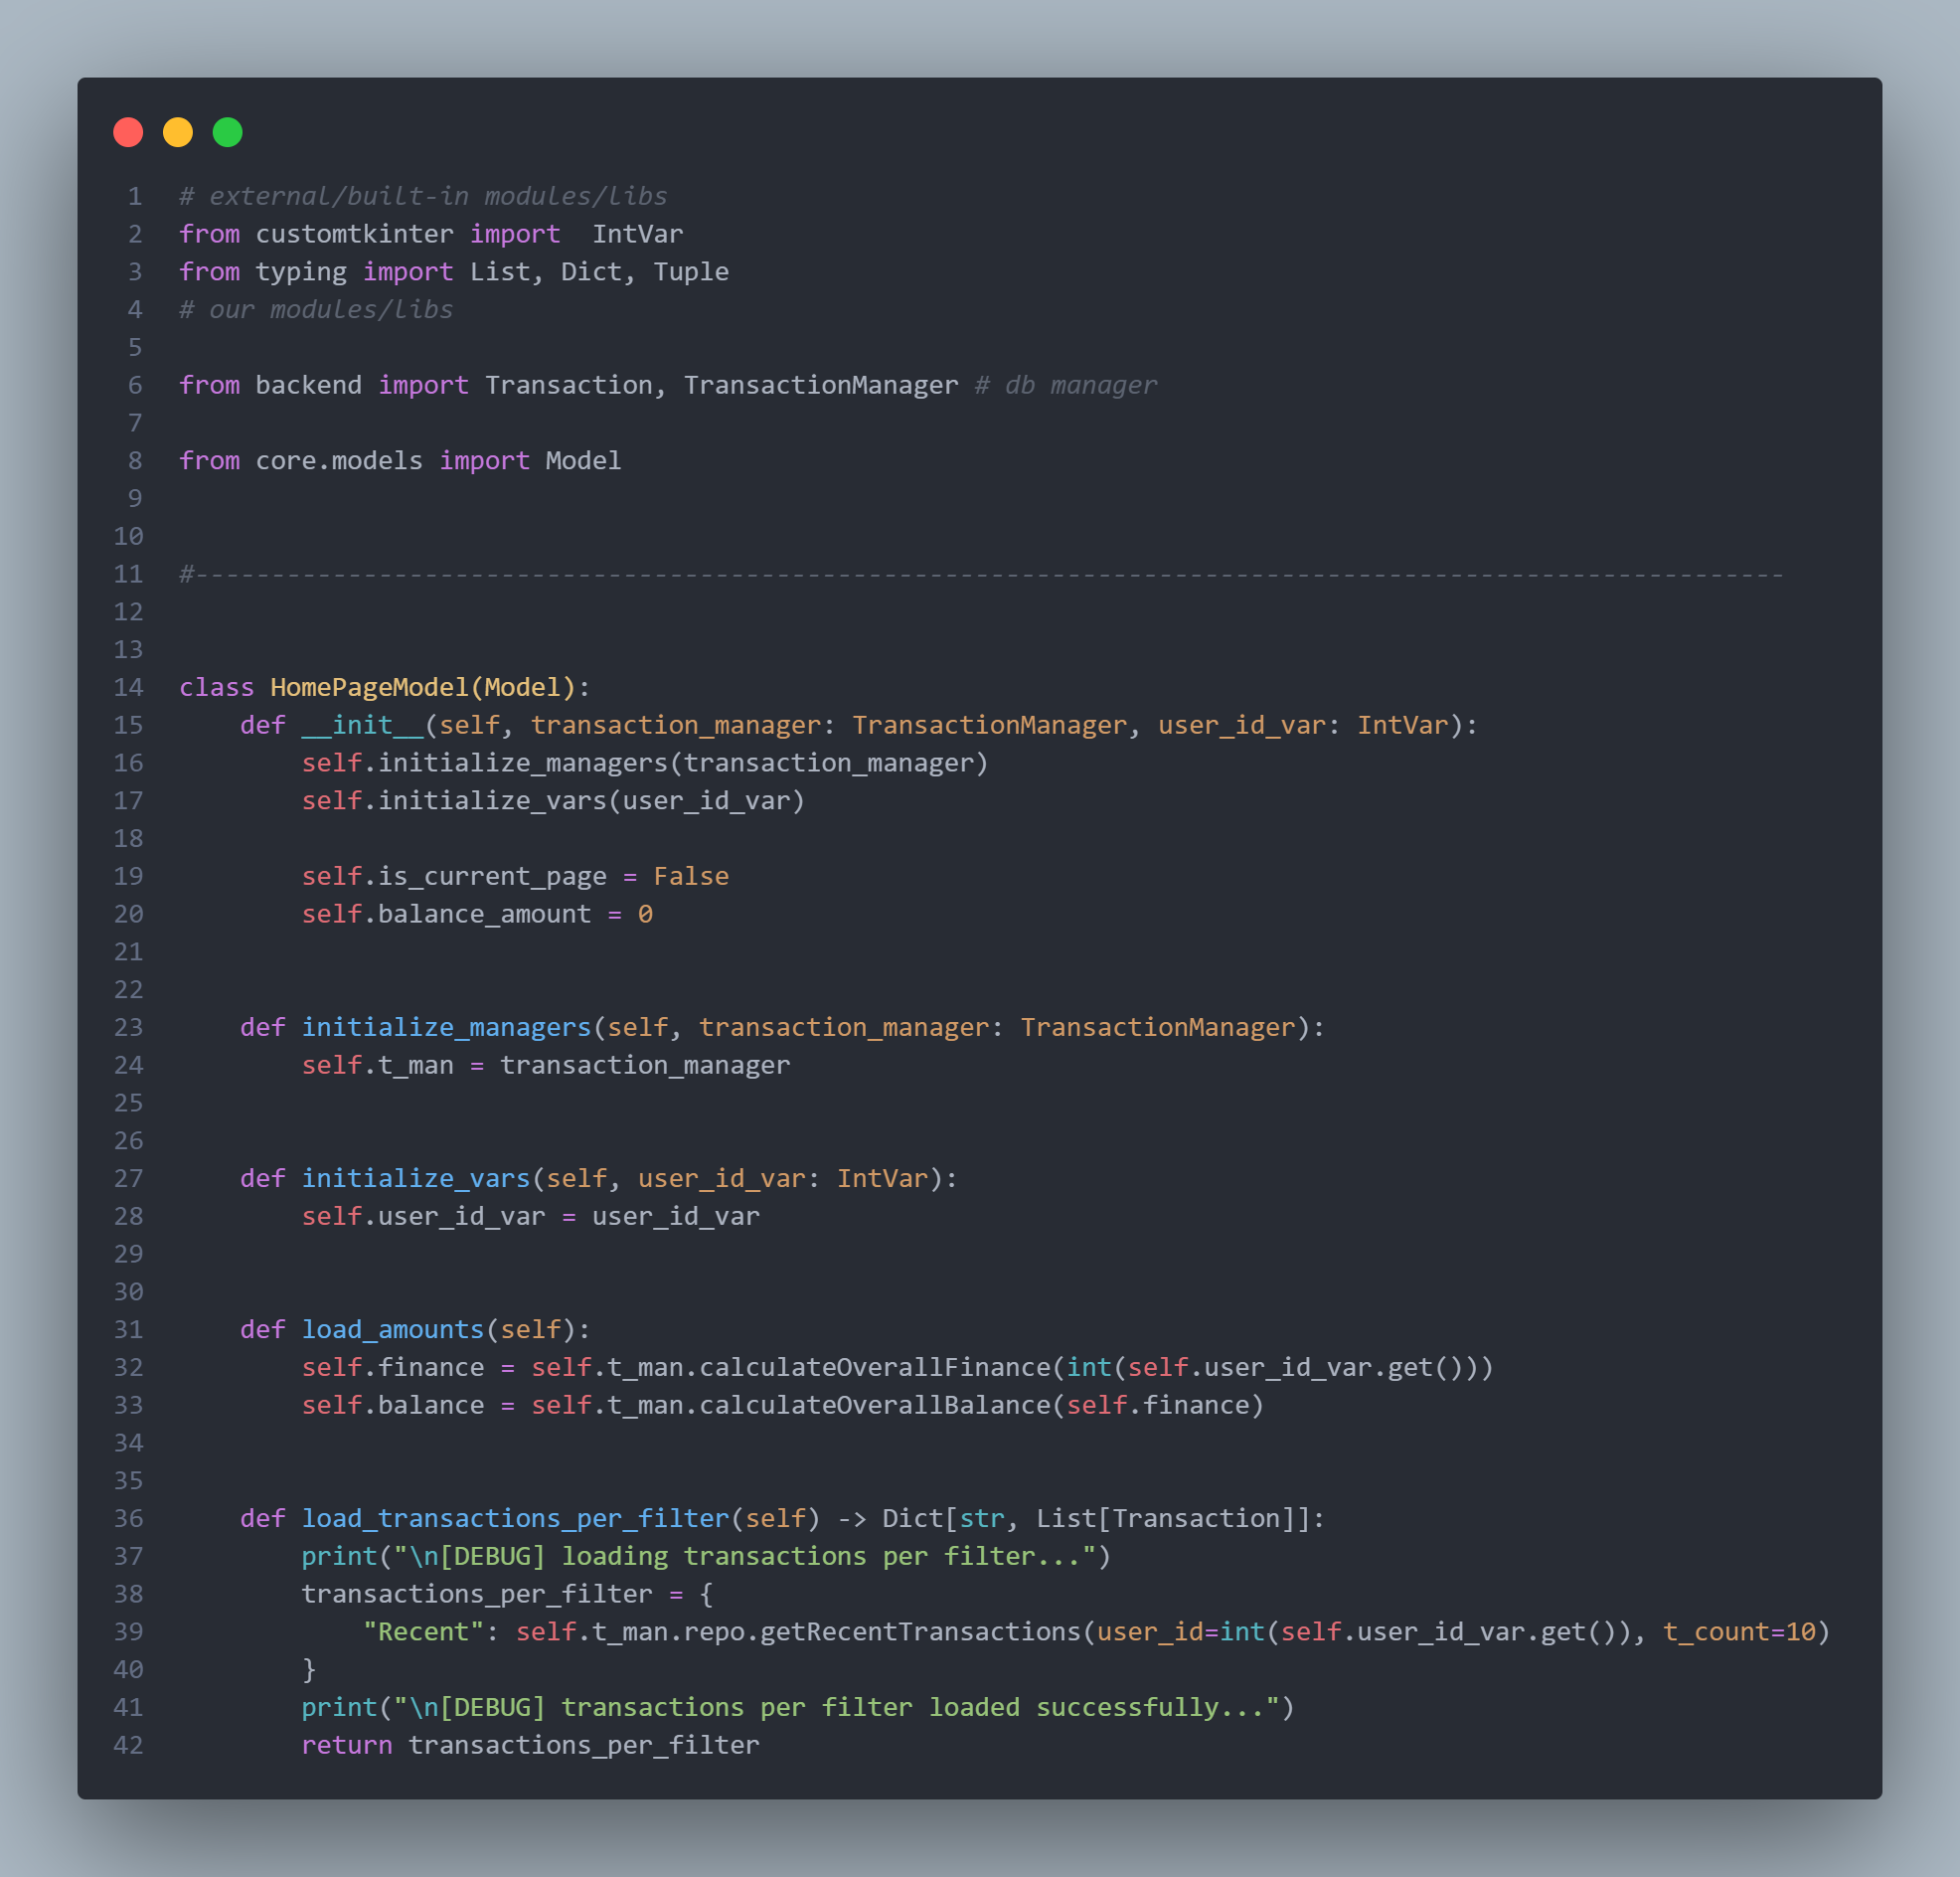 1 # external/built-in modules/libs
2 from customtkinter import  IntVar
3 from typing import List, Dict, Tuple
4 # our modules/libs
5
6 from backend import Transaction, TransactionManager # db manager
7
8 from core.models import Model
9
10
11 #--------------------------------------------------------------------------------------------------------
12
13
14 class HomePageModel(Model):
15     def __init__(self, transaction_manager: TransactionManager, user_id_var: IntVar):
16         self.initialize_managers(transaction_manager)
17         self.initialize_vars(user_id_var)
18
19         self.is_current_page = False
20         self.balance_amount = 0
21
22
23     def initialize_managers(self, transaction_manager: TransactionManager):
24         self.t_man = transaction_manager
25
26
27     def initialize_vars(self, user_id_var: IntVar):
28         self.user_id_var = user_id_var
29
30
31     def load_amounts(self):
32         self.finance = self.t_man.calculateOverallFinance(int(self.user_id_var.get()))
33         self.balance = self.t_man.calculateOverallBalance(self.finance)
34
35
36     def load_transactions_per_filter(self) -> Dict[str, List[Transaction]]:
37         print("\n[DEBUG] loading transactions per filter...")
38         transactions_per_filter = {
39             "Recent": self.t_man.repo.getRecentTransactions(user_id=int(self.user_id_var.get()), t_count=10)
40         }
41         print("\n[DEBUG] transactions per filter loaded successfully...")
42         return transactions_per_filter